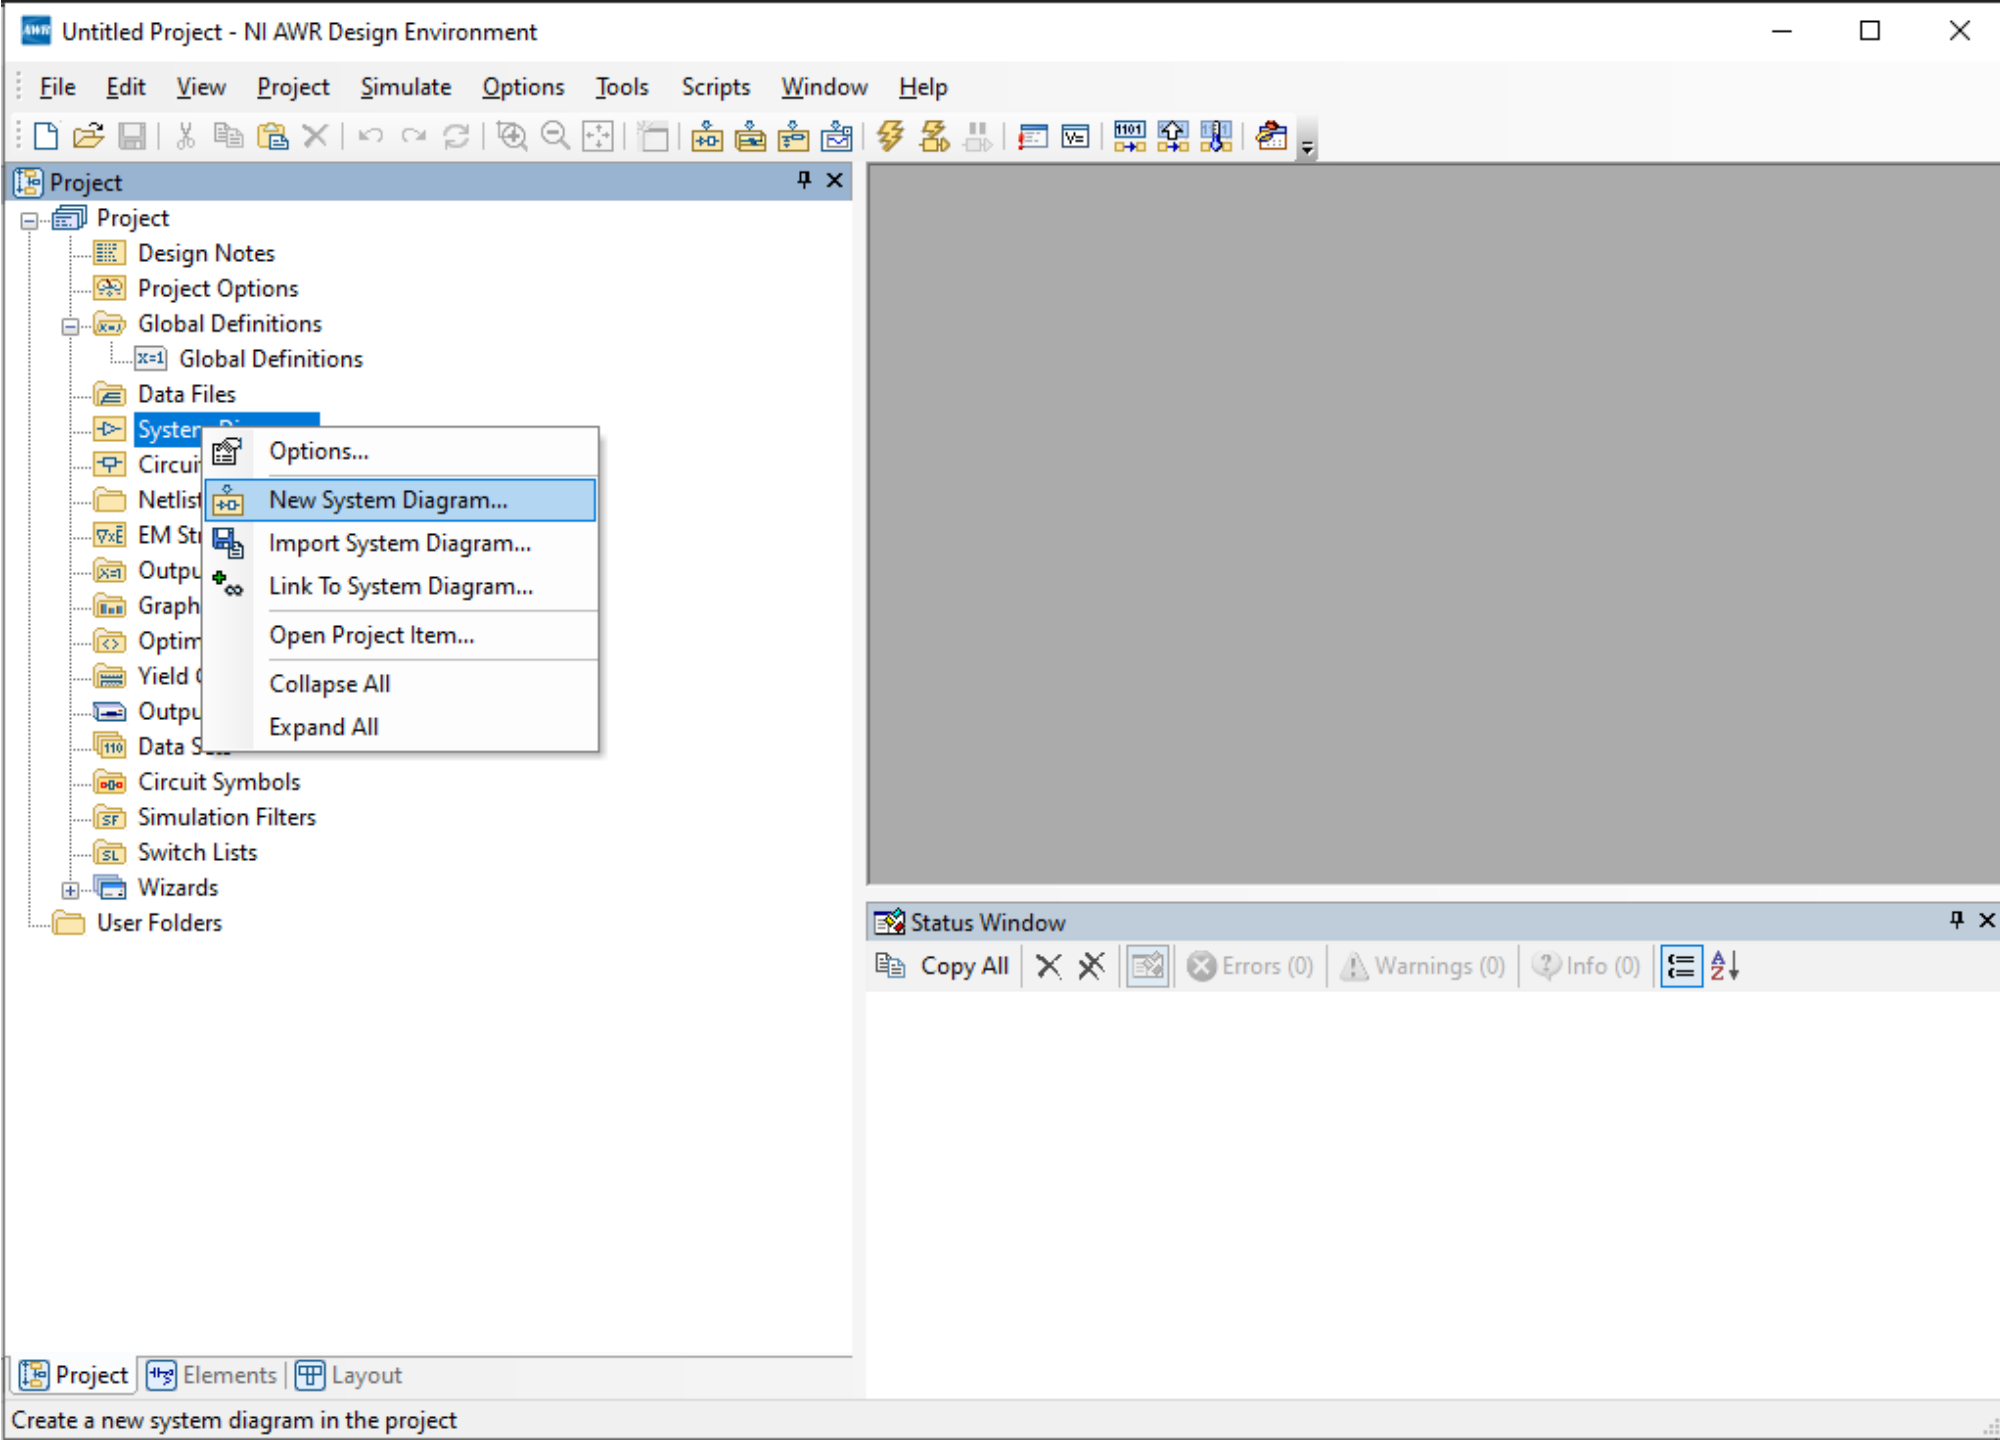 Untitled Project - NI AWR Design Environment
File Edit View Project Simulate Options Tools Scripts Window Help
Project
Project
Design Notes
Project Options
Global Definitions
Global Definitions
Data Files
Options...
New System Diagram...
Import System Diagram...
Link To System Diagram...
Open Project Item...
Collapse All
Expand All
Circuit Symbols
Simulation Filters
Switch Lists
Wizards
User Folders
Status Window
Copy All Errors (0) Warnings (0) Info (0)
Project Elements Layout
Create a new system diagram in the project